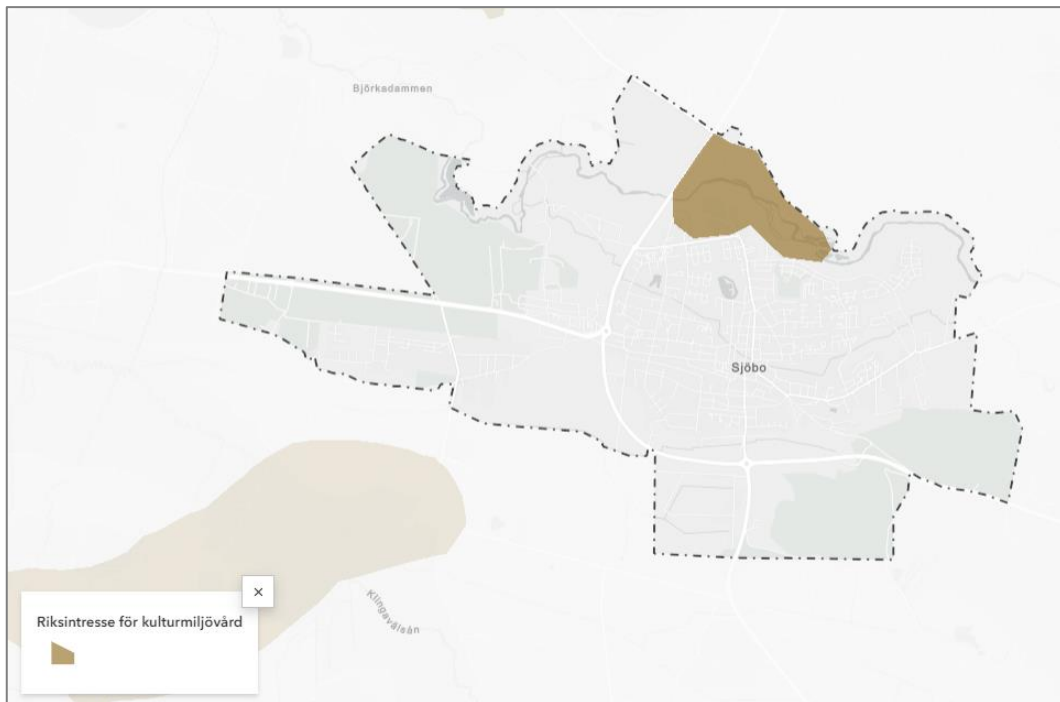 Björkadammen
Sjöbo
Klingavälsån
×
Riksintresse för kulturmiljövård